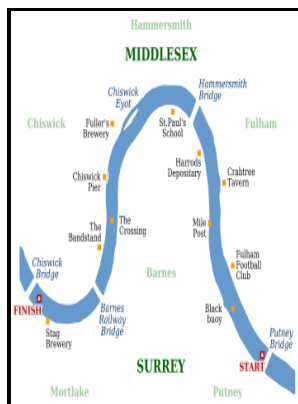 Hammersmith
MIDDLESEX
Chiswick
Eyot
Hammersmith
Bridge
Fuller's
Brewery
St.Paul's
School
Chiswick
Fulham
Harrods
Depositary
Chiswick
Pier
Crabtree
Tavern
The
Bandstand
The
Crossing
Mile
Post
Chiswick
Bridge
Barnes
Fulham
Football
Club
FINISH
Barnes
Railway
Bridge
Black
buoy
Stag
Brewery
Putney
Bridge
START
SURREY
Mortlake
Putney